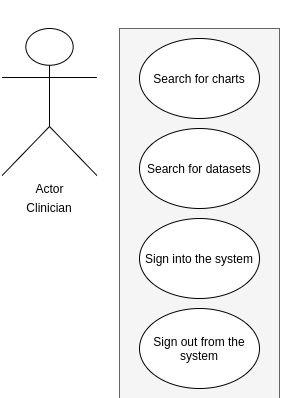 Search for charts
Search for datasets
Actor
Clinician
Sign into the system
Sign out from the
system